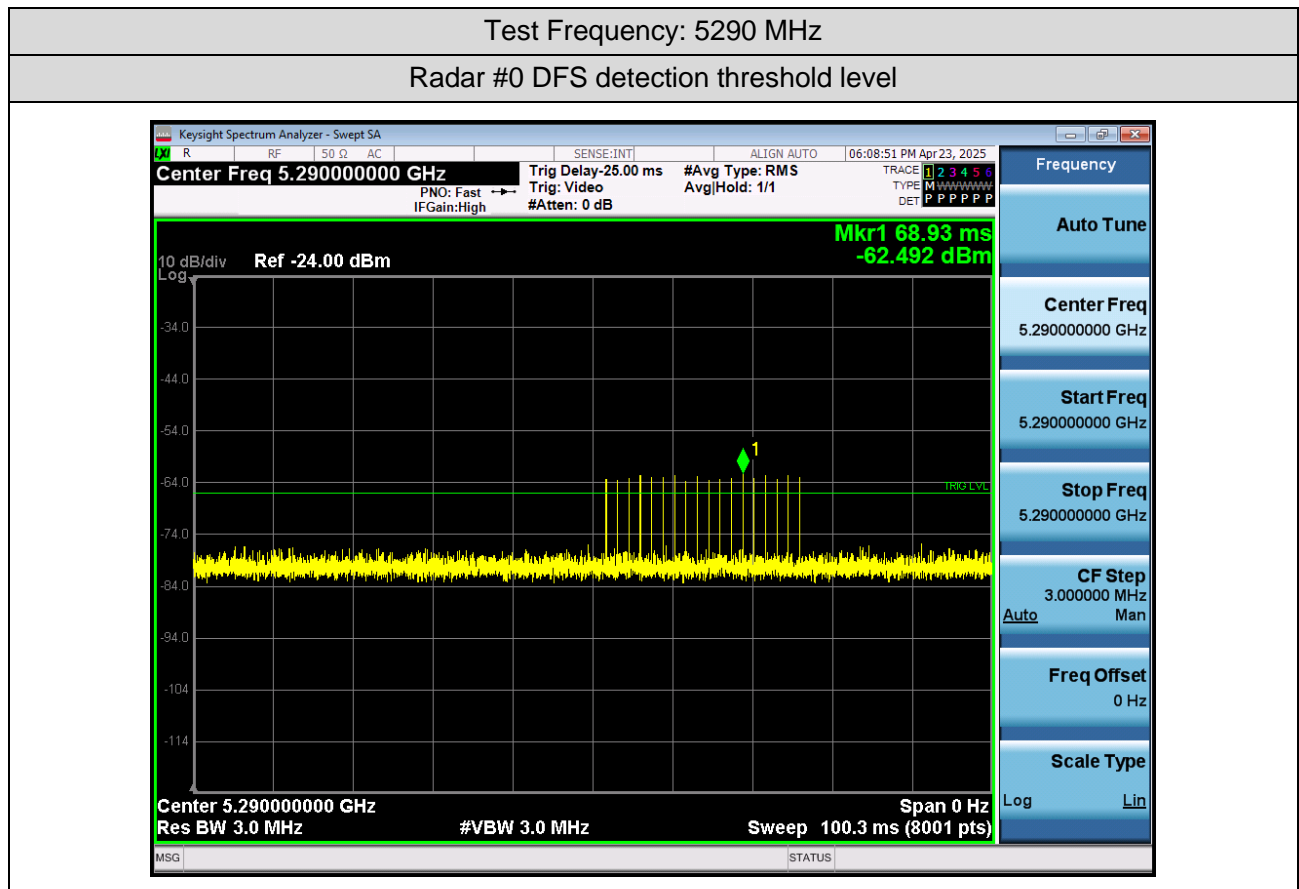 Test Frequency: 5290 MHz
Radar #0 DFS detection threshold level
Keysight Spectrum Analyzer - Swept SA
LXI R RF 50 Ω AC SENSE:INT ALIGN AUTO 06:08:51 PM Apr 23, 2025
Center Freq 5.290000000 GHz
PNO: Fast
IFGain:High
Trig Delay-25.00 ms
Trig: Video
#Atten: 0 dB
#Avg Type: RMS
Avg|Hold: 1/1
TRACE 1 2 3 4 5 6
TYPE M WWWWW
DET P P P P P P
Mkr1 68.93 ms
-62.492 dBm
10 dB/div Ref -24.00 dBm
Log
-34.0
-44.0
-54.0
1
-64.0
TRIG LVL
-74.0
-84.0
-94.0
-104
-114
Center 5.290000000 GHz Span 0 Hz
Res BW 3.0 MHz #VBW 3.0 MHz Sweep 100.3 ms (8001 pts)
MSG STATUS
Frequency
Auto Tune
Center Freq
5.290000000 GHz
Start Freq
5.290000000 GHz
Stop Freq
5.290000000 GHz
CF Step
3.000000 MHz
Auto Man
Freq Offset
0 Hz
Scale Type
Log Lin